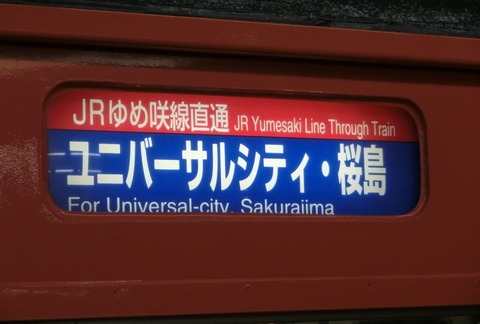 JRゆめ咲線直通 JR Yumesaki Line Through Train
ユニバーサルシティ・桜島
For Universal-city, Sakurajima